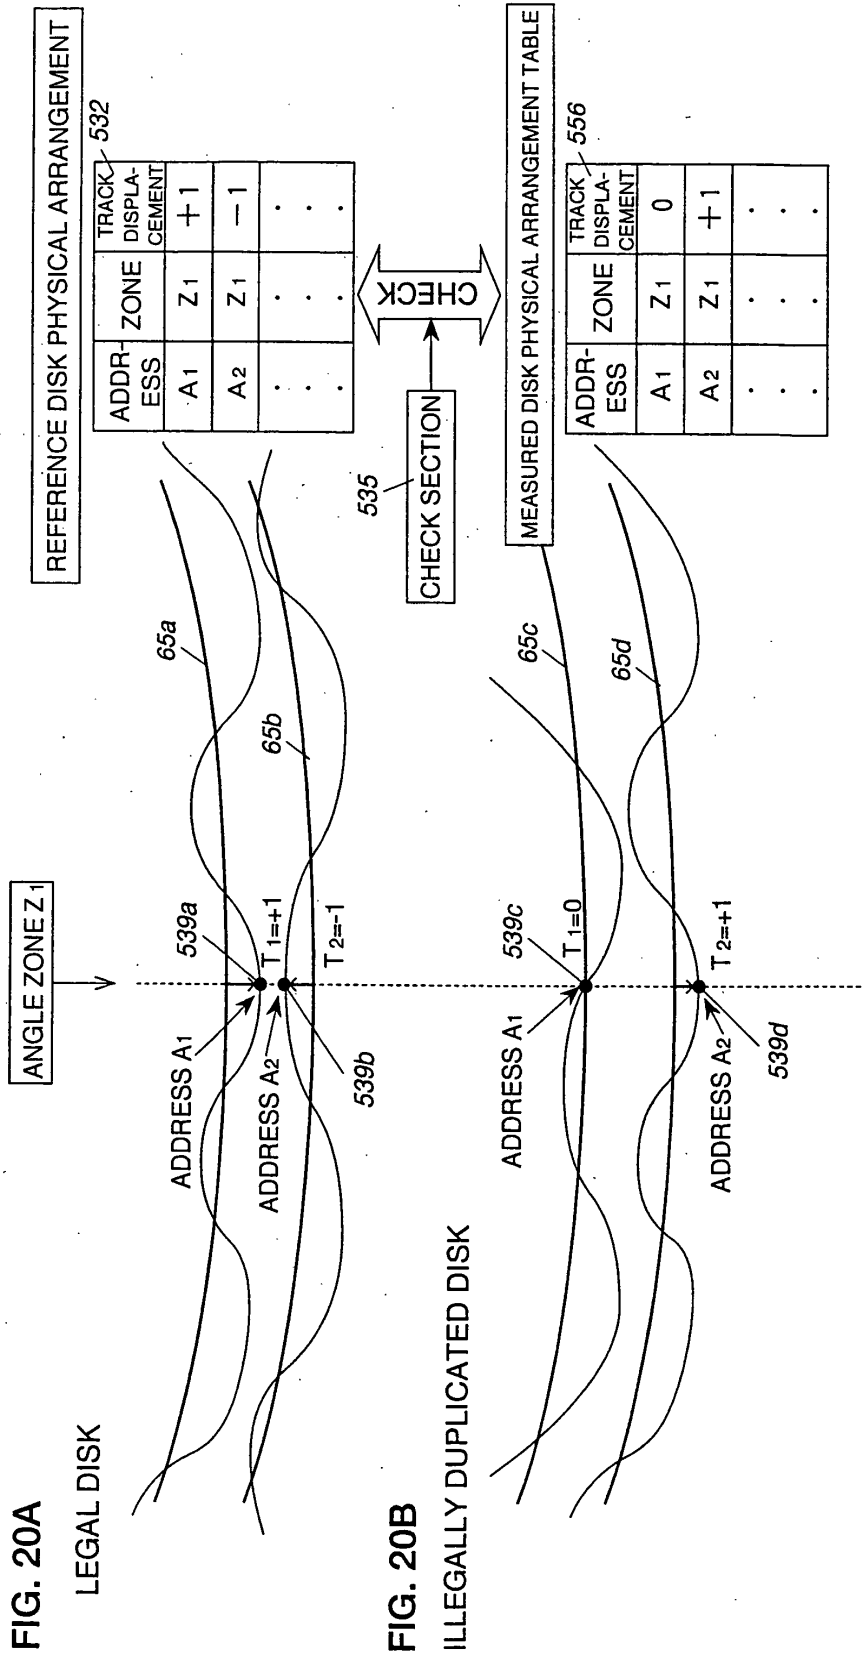 FIG. 20A
LEGAL DISK
ANGLE ZONE Z1
ADDRESS A1
539a
T1=+1
ADDRESS A2
539b
T2=-1
65a
65b
REFERENCE DISK PHYSICAL ARRANGEMENT
532
ADDR-
ESS
ZONE
TRACK
DISPLA-
CEMENT
A1 Z1 +1
A2 Z1 −1
. . .
. . .
. . .
CHECK
CHECK SECTION
535
FIG. 20B
ILLEGALLY DUPLICATED DISK
ADDRESS A1
539c
T1=0
ADDRESS A2
539d
T2=+1
65c
65d
MEASURED DISK PHYSICAL ARRANGEMENT TABLE
556
ADDR-
ESS
ZONE
TRACK
DISPLA-
CEMENT
A1 Z1 0
A2 Z1 +1
. . .
. . .
. . .